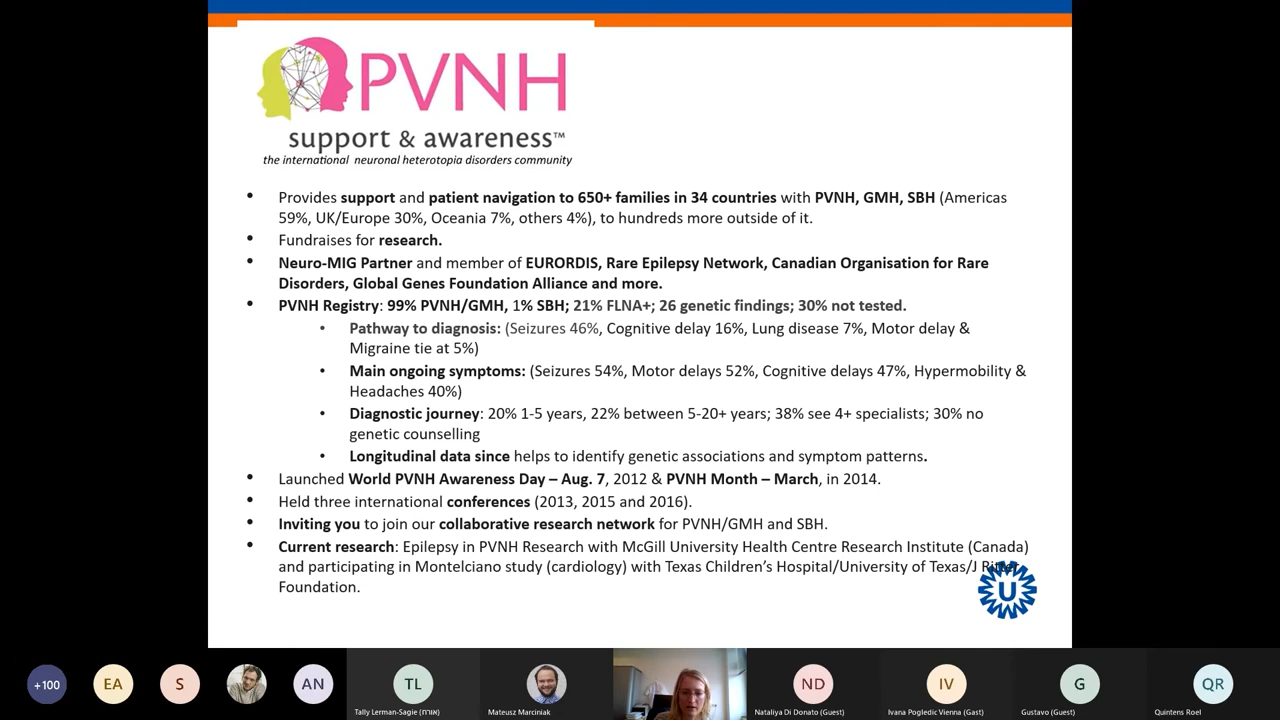 PVNH
support & awareness™
the international neuronal heterotopia disorders community
• Provides support and patient navigation to 650+ families in 34 countries with PVNH, GMH, SBH (Americas
59%, UK/Europe 30%, Oceania 7%, others 4%), to hundreds more outside of it.
• Fundraises for research.
• Neuro-MIG Partner and member of EURORDIS, Rare Epilepsy Network, Canadian Organisation for Rare
Disorders, Global Genes Foundation Alliance and more.
• PVNH Registry: 99% PVNH/GMH, 1% SBH; 21% FLNA+; 26 genetic findings; 30% not tested.
• Pathway to diagnosis: (Seizures 46%, Cognitive delay 16%, Lung disease 7%, Motor delay &
Migraine tie at 5%)
• Main ongoing symptoms: (Seizures 54%, Motor delays 52%, Cognitive delays 47%, Hypermobility &
Headaches 40%)
• Diagnostic journey: 20% 1-5 years, 22% between 5-20+ years; 38% see 4+ specialists; 30% no
genetic counselling
• Longitudinal data since helps to identify genetic associations and symptom patterns.
• Launched World PVNH Awareness Day – Aug. 7, 2012 & PVNH Month – March, in 2014.
• Held three international conferences (2013, 2015 and 2016).
• Inviting you to join our collaborative research network for PVNH/GMH and SBH.
• Current research: Epilepsy in PVNH Research with McGill University Health Centre Research Institute (Canada)
and participating in Montelciano study (cardiology) with Texas Children’s Hospital/University of Texas/J Ritter
Foundation.
U
+100
EA
S
AN
TL
ND
IV
G
QR
Tally Lerman-Sagie (אורח)
Mateusz Marciniak
Nataliya Di Donato (Guest)
Ivana Pogledic Vienna (Gast)
Gustavo (Guest)
Quintens Roel